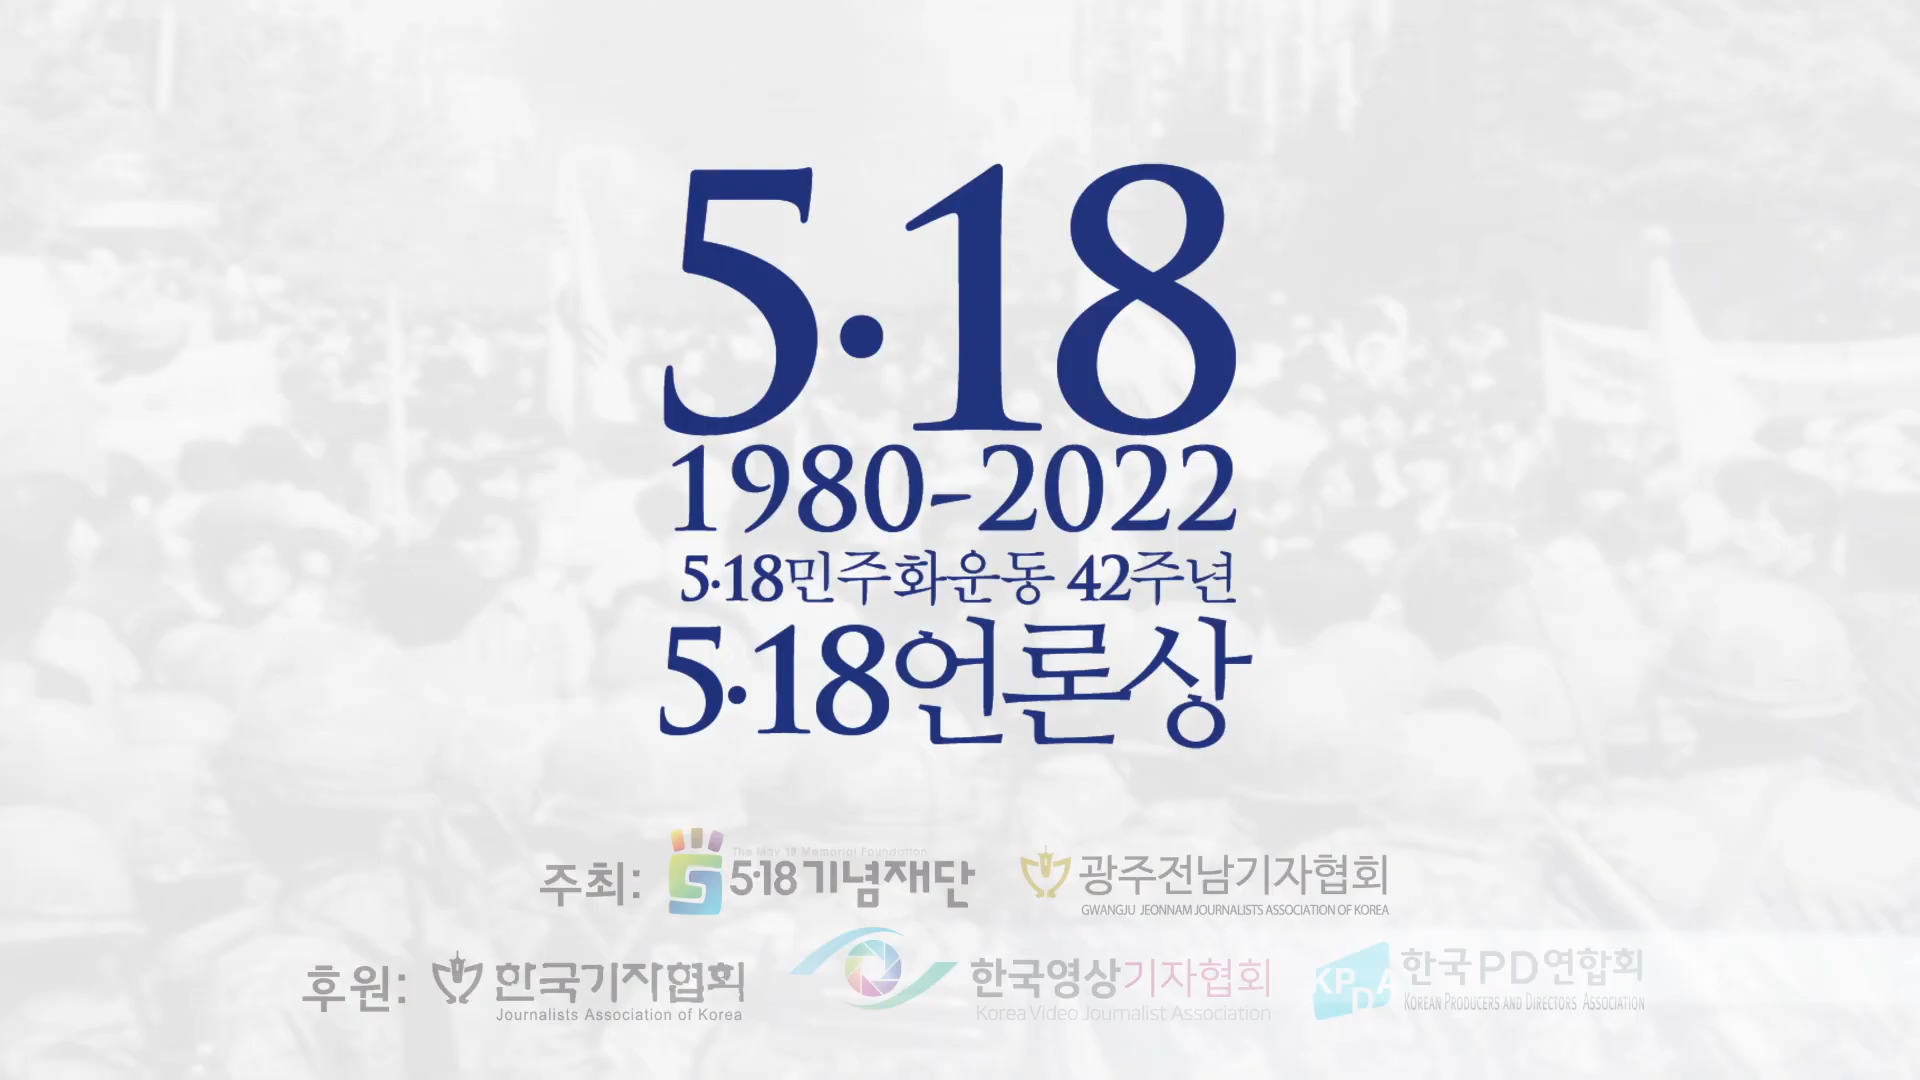 5·18
1980-2022
5·18민주화운동 42주년
5·18언론상
주최:
The May 18 Memorial Foundation
5·18기념재단
광주전남기자협회
GWANGJU JEONNAM JOURNALISTS ASSOCIATION OF KOREA
후원:
한국기자협회
Journalists Association of Korea
한국영상기자협회
Korea Video Journalist Association
KPDA
한국PD연합회
KOREAN PRODUCERS AND DIRECTORS ASSOCIATION